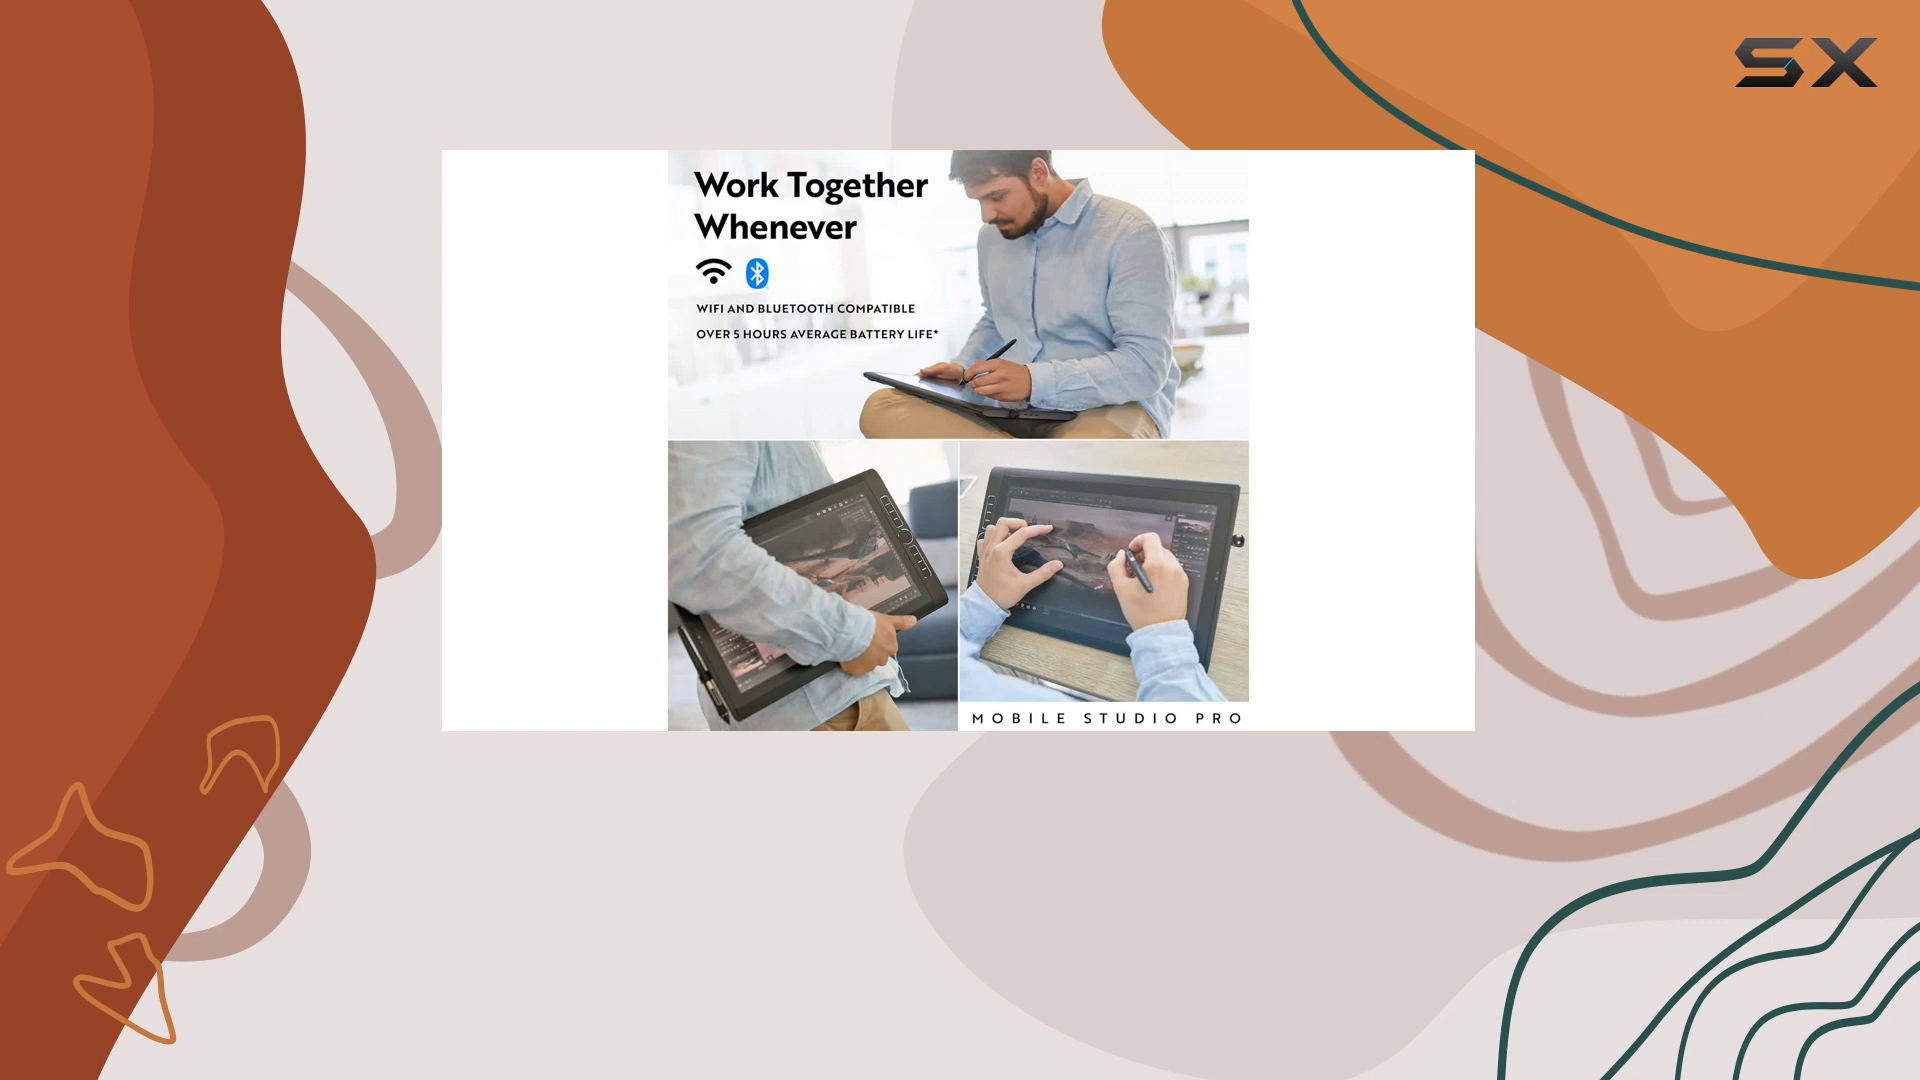 SX
Work Together
Whenever
WIFI AND BLUETOOTH COMPATIBLE
OVER 5 HOURS AVERAGE BATTERY LIFE*
MOBILE STUDIO PRO